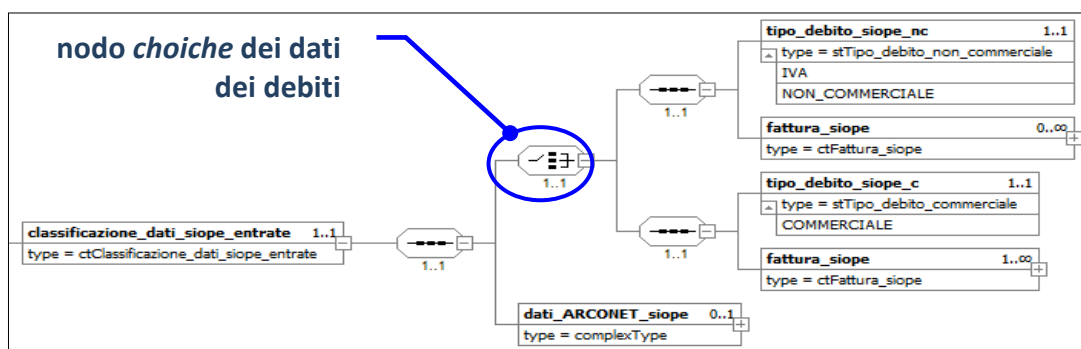 nodo choiche dei dati
dei debiti
tipo_debito_siope_nc 1..1
type = stTipo_debito_non_commerciale
IVA
NON_COMMERCIALE
1..1
fattura_siope 0..∞
type = ctFattura_siope
1..1
tipo_debito_siope_c 1..1
type = stTipo_debito_commerciale
COMMERCIALE
1..1
fattura_siope 1..∞
type = ctFattura_siope
classificazione_dati_siope_entrate 1..1
type = ctClassificazione_dati_siope_entrate
1..1
dati_ARCONET_siope 0..1
type = complexType